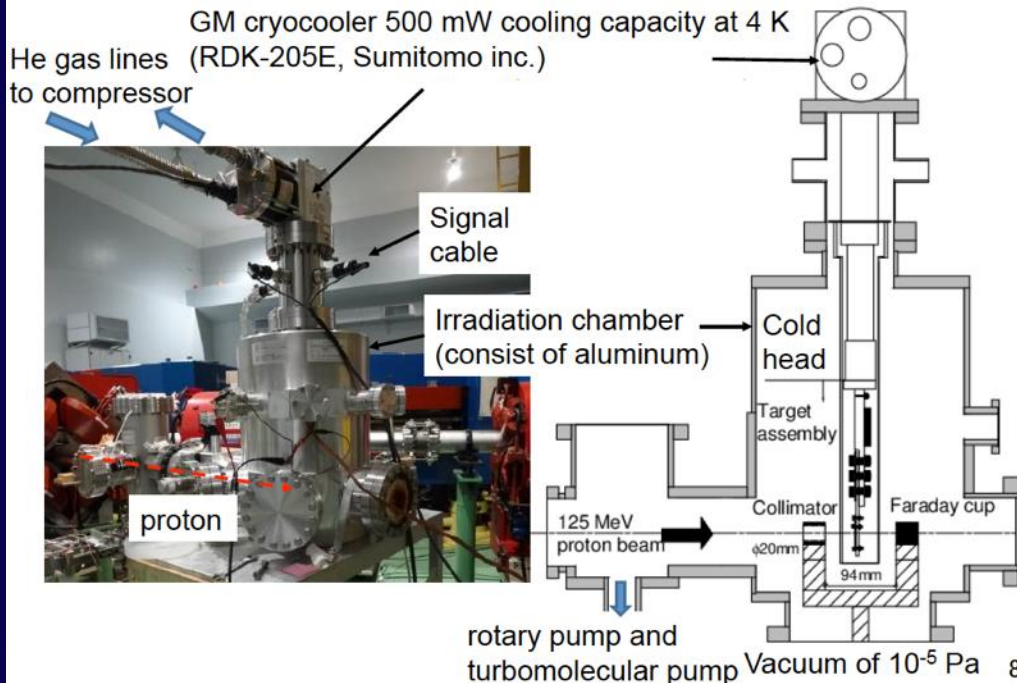 GM cryocooler 500 mW cooling capacity at 4 K
(RDK-205E, Sumitomo inc.)
He gas lines
to compressor
Signal
cable
Irradiation chamber
(consist of aluminum)
proton
Cold
head
Target
assembly
Collimator
Faraday cup
125 MeV
proton beam
φ20mm
94mm
rotary pump and
turbomolecular pump
Vacuum of 10⁻⁵ Pa
8